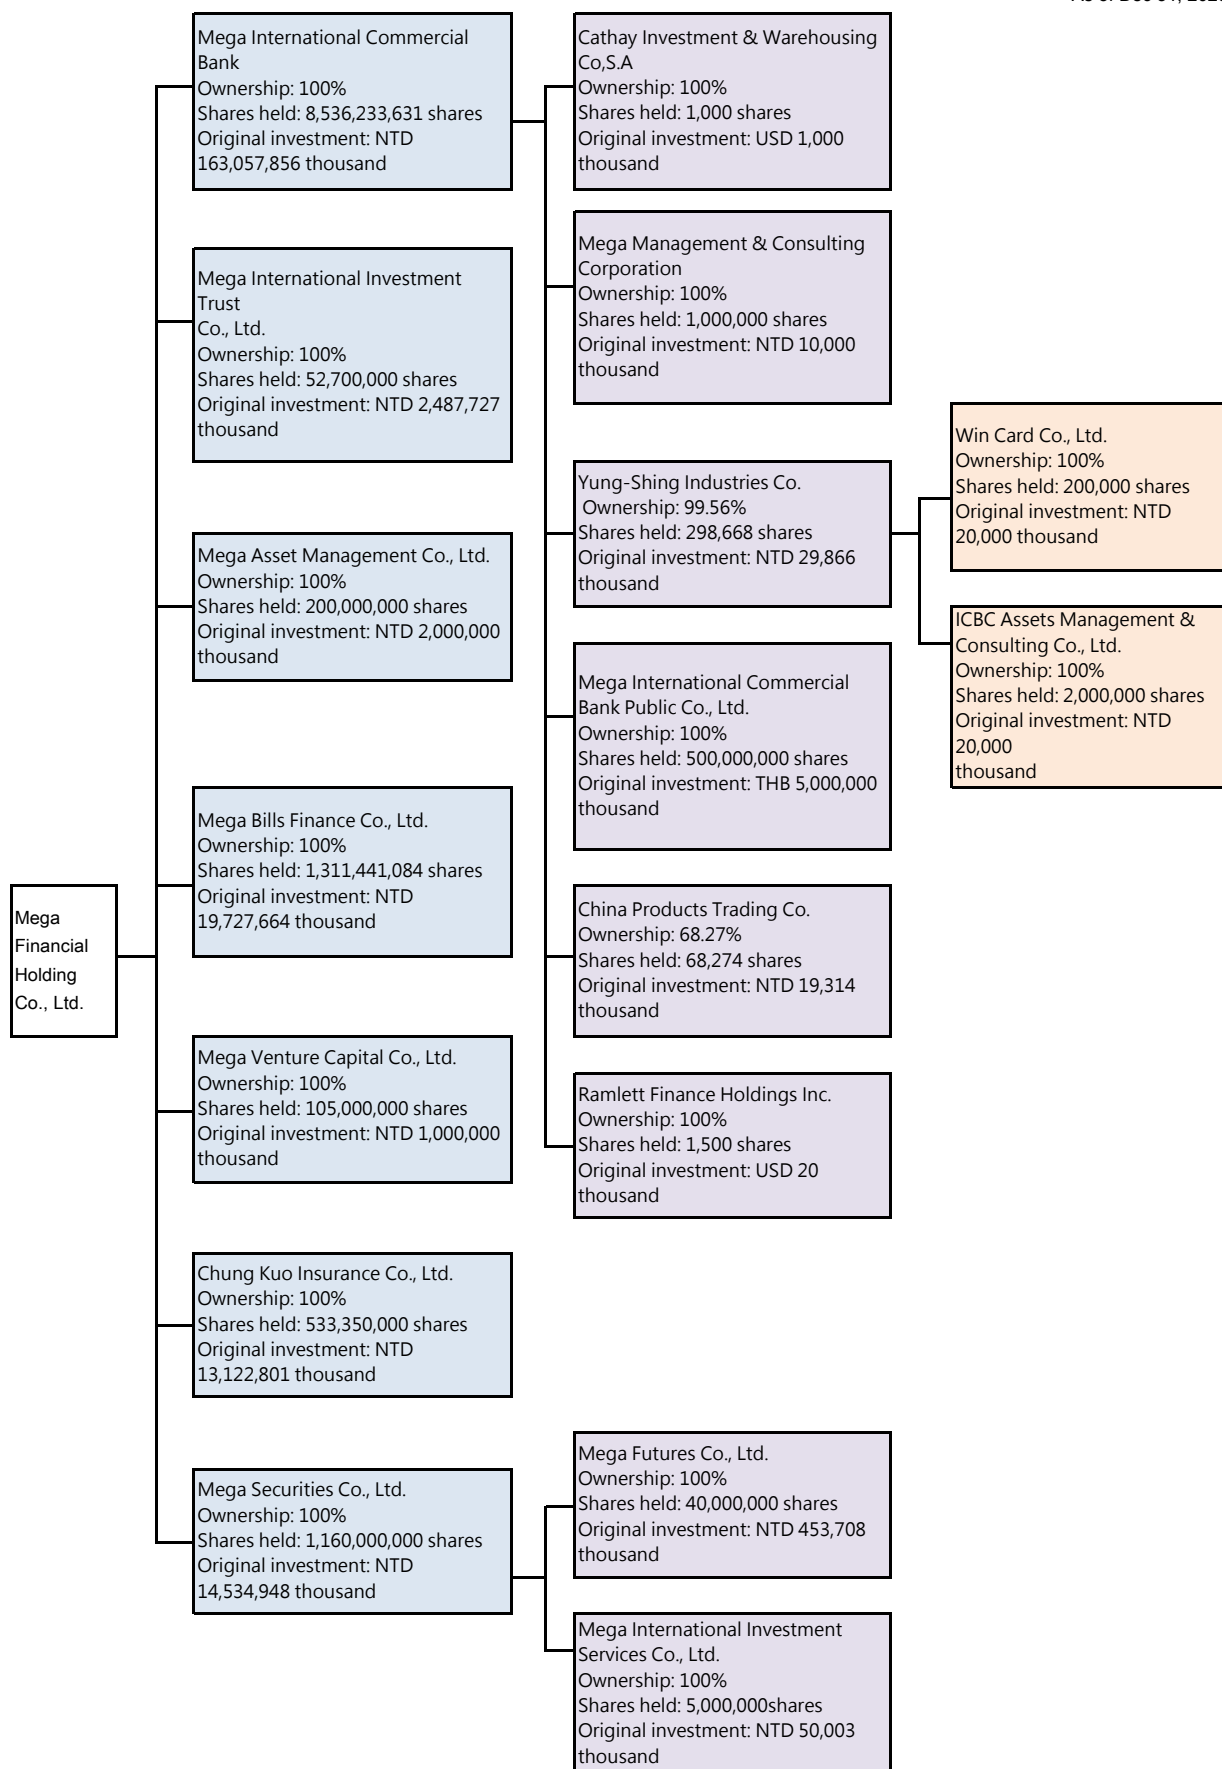 Mega International Commercial
Bank
Ownership: 100%
Shares held: 8,536,233,631 shares
Original investment: NTD
163,057,856 thousand
Cathay Investment & Warehousing
Co,S.A
Ownership: 100%
Shares held: 1,000 shares
Original investment: USD 1,000
thousand
Mega International Investment
Trust
Co., Ltd.
Ownership: 100%
Shares held: 52,700,000 shares
Original investment: NTD 2,487,727
thousand
Mega Management & Consulting
Corporation
Ownership: 100%
Shares held: 1,000,000 shares
Original investment: NTD 10,000
thousand
Win Card Co., Ltd.
Ownership: 100%
Shares held: 200,000 shares
Original investment: NTD
20,000 thousand
Yung-Shing Industries Co.
Ownership: 99.56%
Shares held: 298,668 shares
Original investment: NTD 29,866
thousand
Mega Asset Management Co., Ltd.
Ownership: 100%
Shares held: 200,000,000 shares
Original investment: NTD 2,000,000
thousand
ICBC Assets Management &
Consulting Co., Ltd.
Ownership: 100%
Shares held: 2,000,000 shares
Original investment: NTD
20,000
thousand
Mega International Commercial
Bank Public Co., Ltd.
Ownership: 100%
Shares held: 500,000,000 shares
Original investment: THB 5,000,000
thousand
Mega Bills Finance Co., Ltd.
Ownership: 100%
Shares held: 1,311,441,084 shares
Original investment: NTD
19,727,664 thousand
Mega
Financial
Holding
Co., Ltd.
China Products Trading Co.
Ownership: 68.27%
Shares held: 68,274 shares
Original investment: NTD 19,314
thousand
Mega Venture Capital Co., Ltd.
Ownership: 100%
Shares held: 105,000,000 shares
Original investment: NTD 1,000,000
thousand
Ramlett Finance Holdings Inc.
Ownership: 100%
Shares held: 1,500 shares
Original investment: USD 20
thousand
Chung Kuo Insurance Co., Ltd.
Ownership: 100%
Shares held: 533,350,000 shares
Original investment: NTD
13,122,801 thousand
Mega Securities Co., Ltd.
Ownership: 100%
Shares held: 1,160,000,000 shares
Original investment: NTD
14,534,948 thousand
Mega Futures Co., Ltd.
Ownership: 100%
Shares held: 40,000,000 shares
Original investment: NTD 453,708
thousand
Mega International Investment
Services Co., Ltd.
Ownership: 100%
Shares held: 5,000,000shares
Original investment: NTD 50,003
thousand